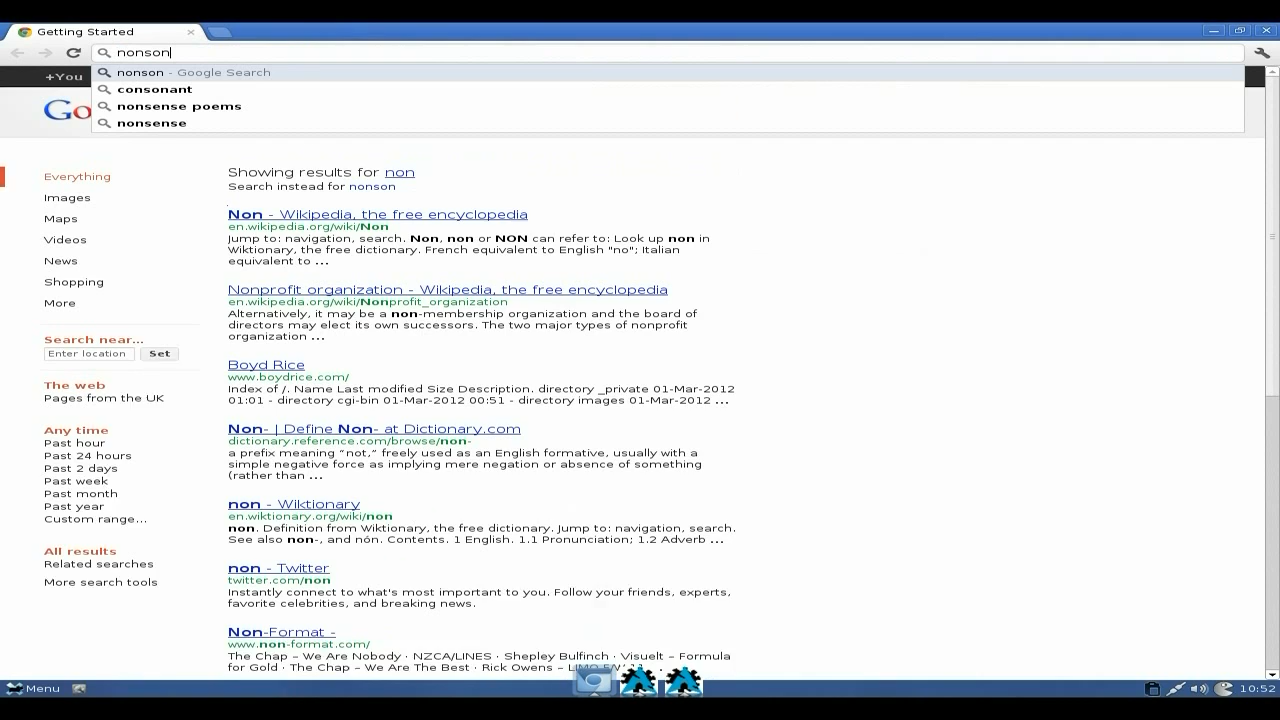 Getting Started
nonson
nonson - Google Search
consonant
nonsense poems
nonsense
+You
Go
Everything
Images
Maps
Videos
News
Shopping
More
Search near...
Enter location Set
The web
Pages from the UK
Any time
Past hour
Past 24 hours
Past 2 days
Past week
Past month
Past year
Custom range...
All results
Related searches
More search tools
Showing results for non
Search instead for nonson
Non - Wikipedia, the free encyclopedia
en.wikipedia.org/wiki/Non
Jump to: navigation, search. Non, non or NON can refer to: Look up non in
Wiktionary, the free dictionary. French equivalent to English "no"; Italian
equivalent to ...
Nonprofit organization - Wikipedia, the free encyclopedia
en.wikipedia.org/wiki/Nonprofit_organization
Alternatively, it may be a non-membership organization and the board of
directors may elect its own successors. The two major types of nonprofit
organization ...
Boyd Rice
www.boydrice.com/
Index of /. Name Last modified Size Description. directory _private 01-Mar-2012
01:01 - directory cgi-bin 01-Mar-2012 00:51 - directory images 01-Mar-2012 ...
Non- | Define Non- at Dictionary.com
dictionary.reference.com/browse/non-
a prefix meaning “not,” freely used as an English formative, usually with a
simple negative force as implying mere negation or absence of something
(rather than ...
non - Wiktionary
en.wiktionary.org/wiki/non
non. Definition from Wiktionary, the free dictionary. Jump to: navigation, search.
See also non-, and nón. Contents. 1 English. 1.1 Pronunciation; 1.2 Adverb ...
non - Twitter
twitter.com/non
Instantly connect to what's most important to you. Follow your friends, experts,
favorite celebrities, and breaking news.
Non-Format -
www.non-format.com/
The Chap – We Are Nobody · NZCA/LINES · Shepley Bulfinch · Visuelt – Formula
for Gold · The Chap – We Are The Best · Rick Owens –
Menu
10:52